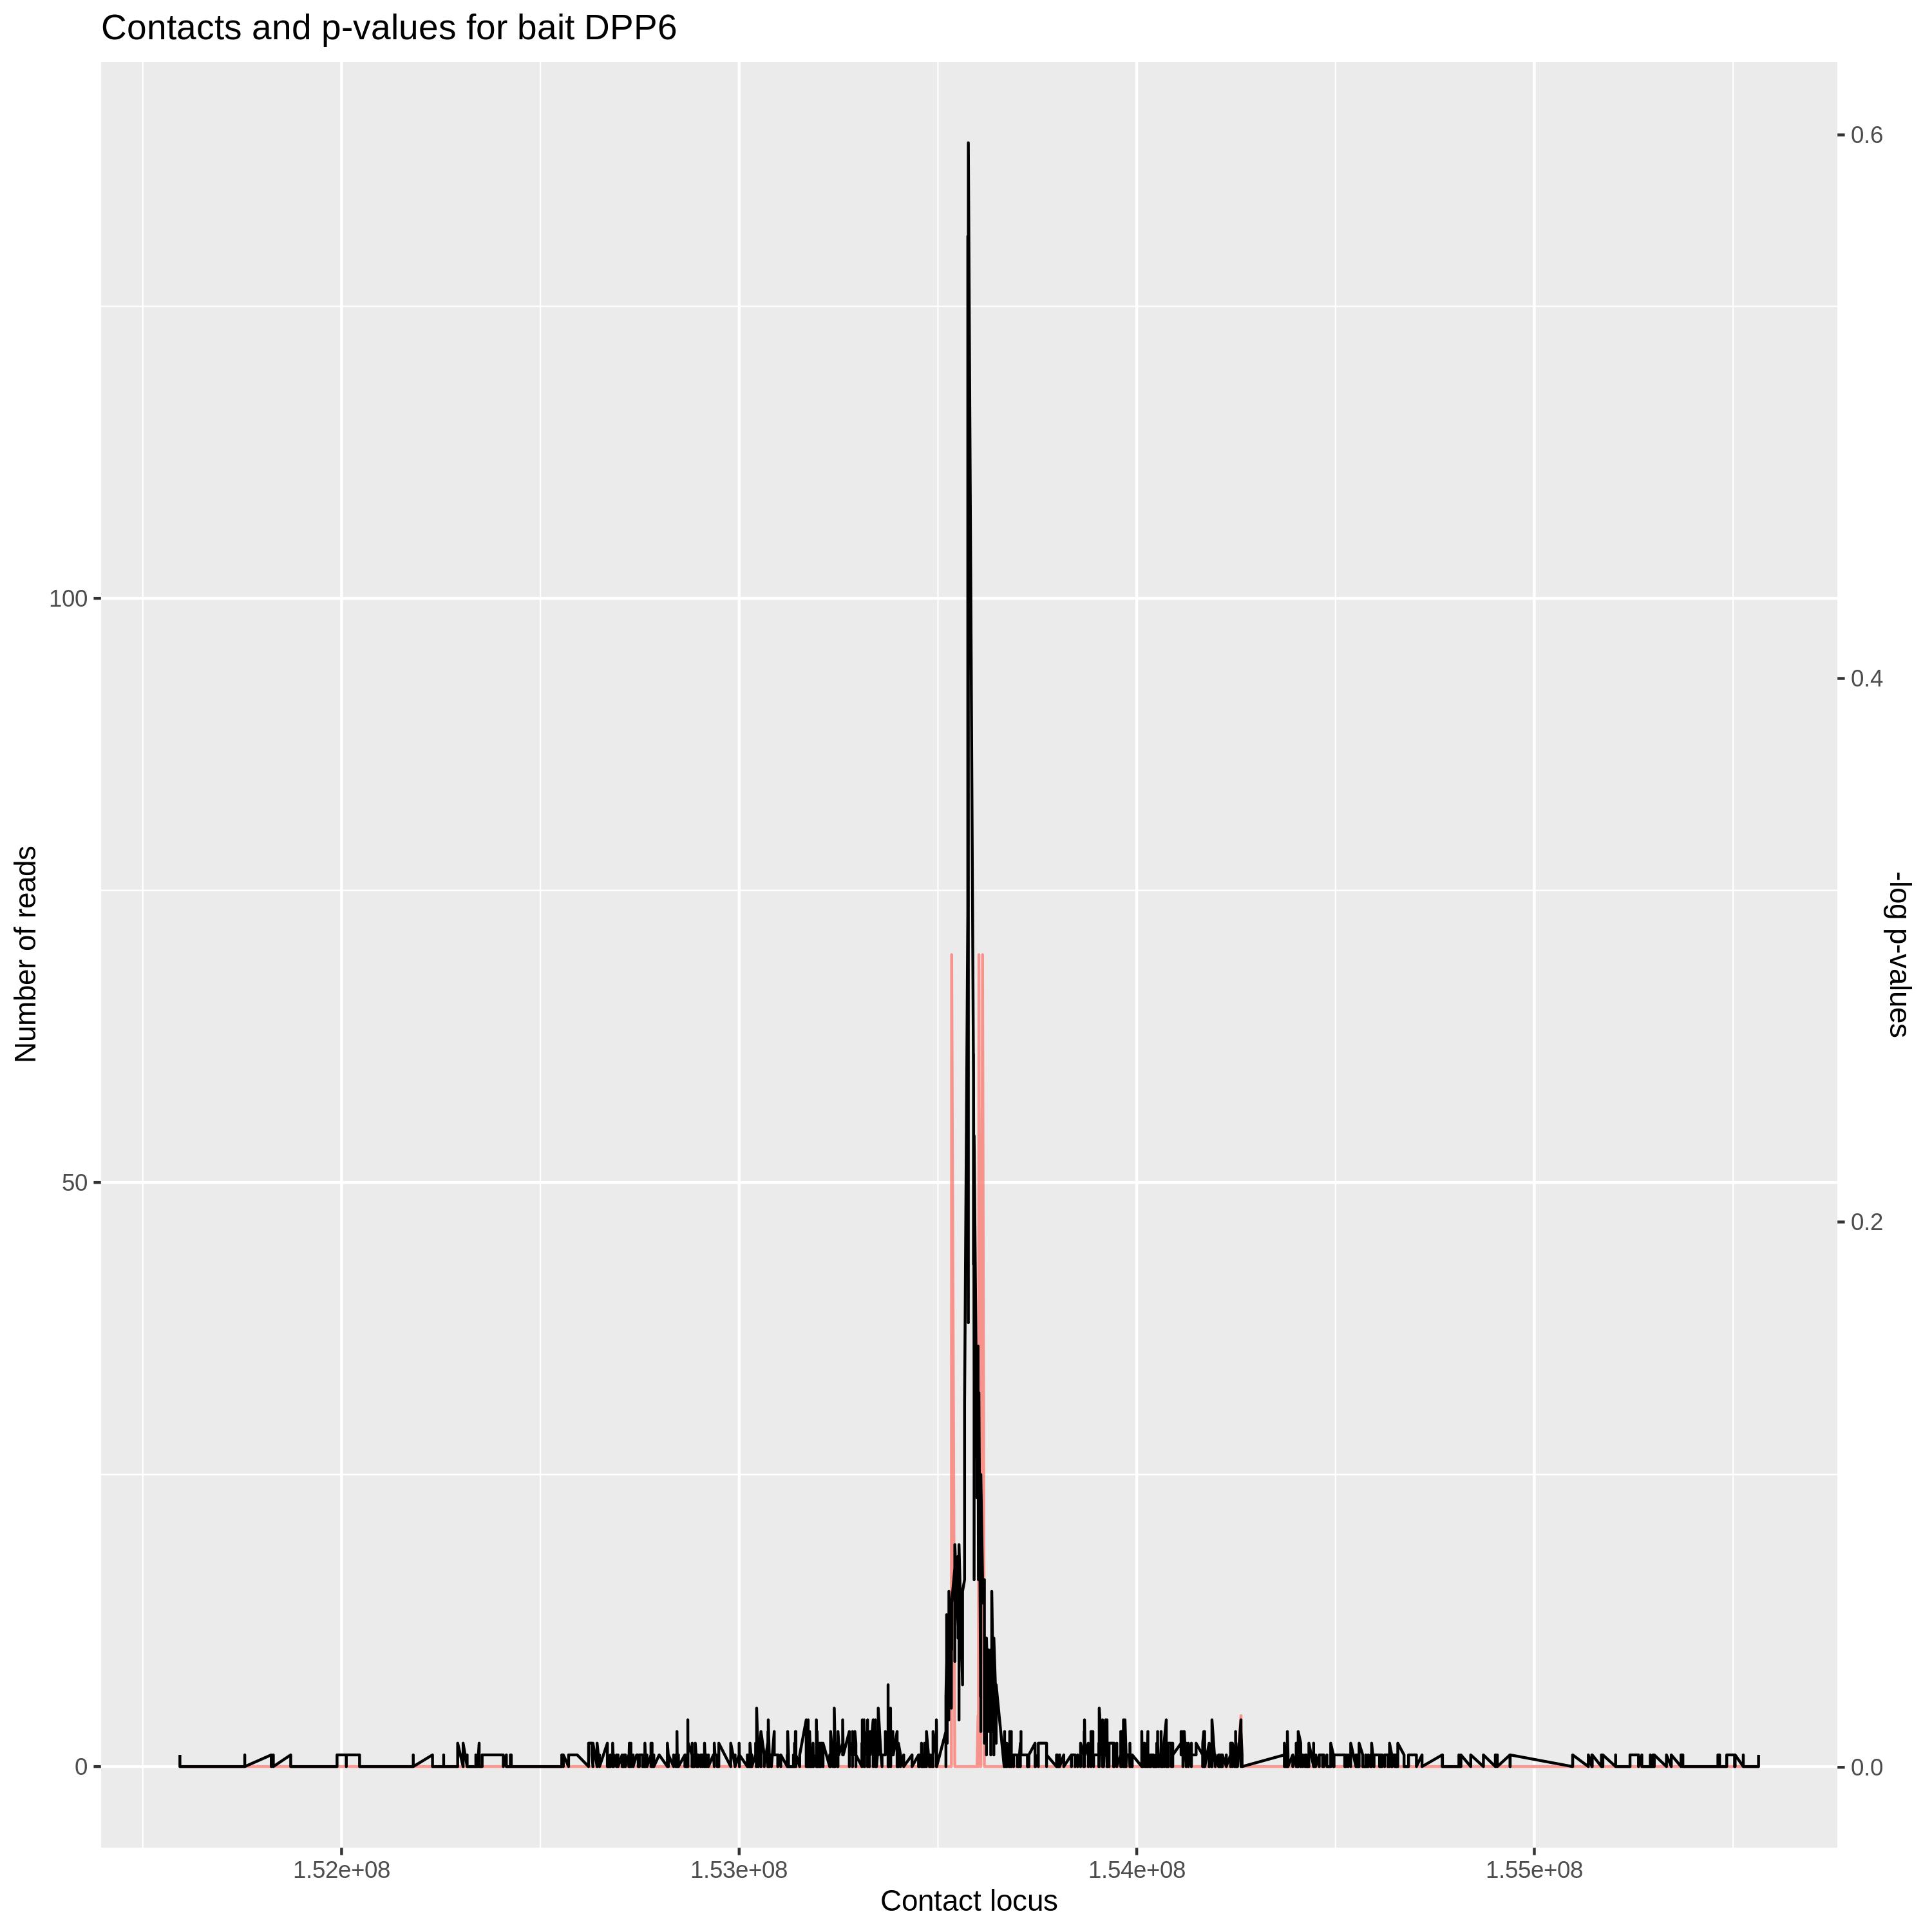 Contacts and p-values for bait DPP6
Number of reads
100
50
0
0.6
0.4
0.2
0.0
-log p-values
1.52e+08 1.53e+08 1.54e+08 1.55e+08
Contact locus